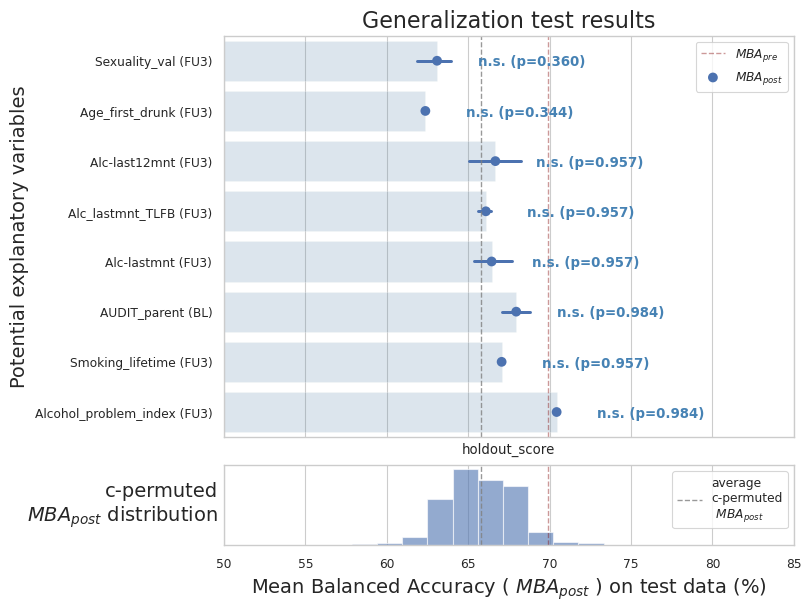 Generalization test results
Potential explanatory variables
Sexuality_val (FU3)
n.s. (p=0.360)
Age_first_drunk (FU3)
n.s. (p=0.344)
Alc-last12mnt (FU3)
n.s. (p=0.957)
Alc_lastmnt_TLFB (FU3)
n.s. (p=0.957)
Alc-lastmnt (FU3)
n.s. (p=0.957)
AUDIT_parent (BL)
n.s. (p=0.984)
Smoking_lifetime (FU3)
n.s. (p=0.957)
Alcohol_problem_index (FU3)
n.s. (p=0.984)
MBA_pre
MBA_post
holdout_score
c-permuted
MBA_post distribution
average
c-permuted
MBA_post
50 55 60 65 70 75 80 85
Mean Balanced Accuracy ( MBA_post ) on test data (%)